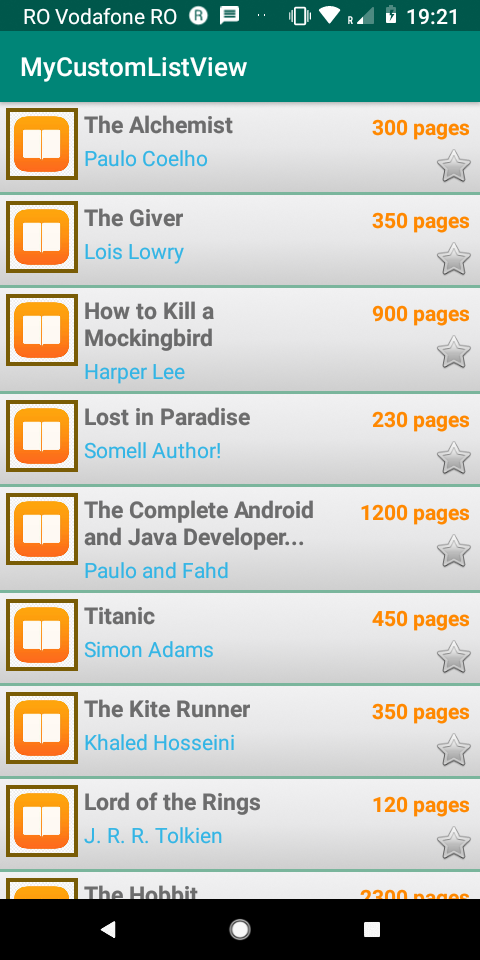 RO Vodafone RO R R 19:21
MyCustomListView
The Alchemist
300 pages
Paulo Coelho
The Giver
350 pages
Lois Lowry
How to Kill a
Mockingbird
900 pages
Harper Lee
Lost in Paradise
230 pages
Somell Author!
The Complete Android
and Java Developer...
1200 pages
Paulo and Fahd
Titanic
450 pages
Simon Adams
The Kite Runner
350 pages
Khaled Hosseini
Lord of the Rings
120 pages
J. R. R. Tolkien
The Hobbit
2300 pages